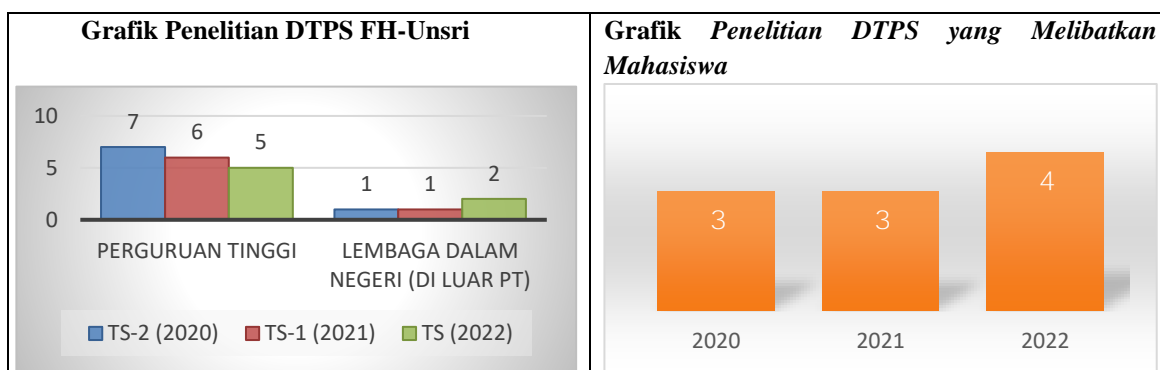 Grafik Penelitian DTPS FH-Unsri
10
5
0
7
6
5
1
1
2
PERGURUAN TINGGI
LEMBAGA DALAM
NEGERI (DI LUAR PT)
TS-2 (2020) TS-1 (2021) TS (2022)
Grafik Penelitian DTPS yang Melibatkan
Mahasiswa
3
3
4
2020 2021 2022